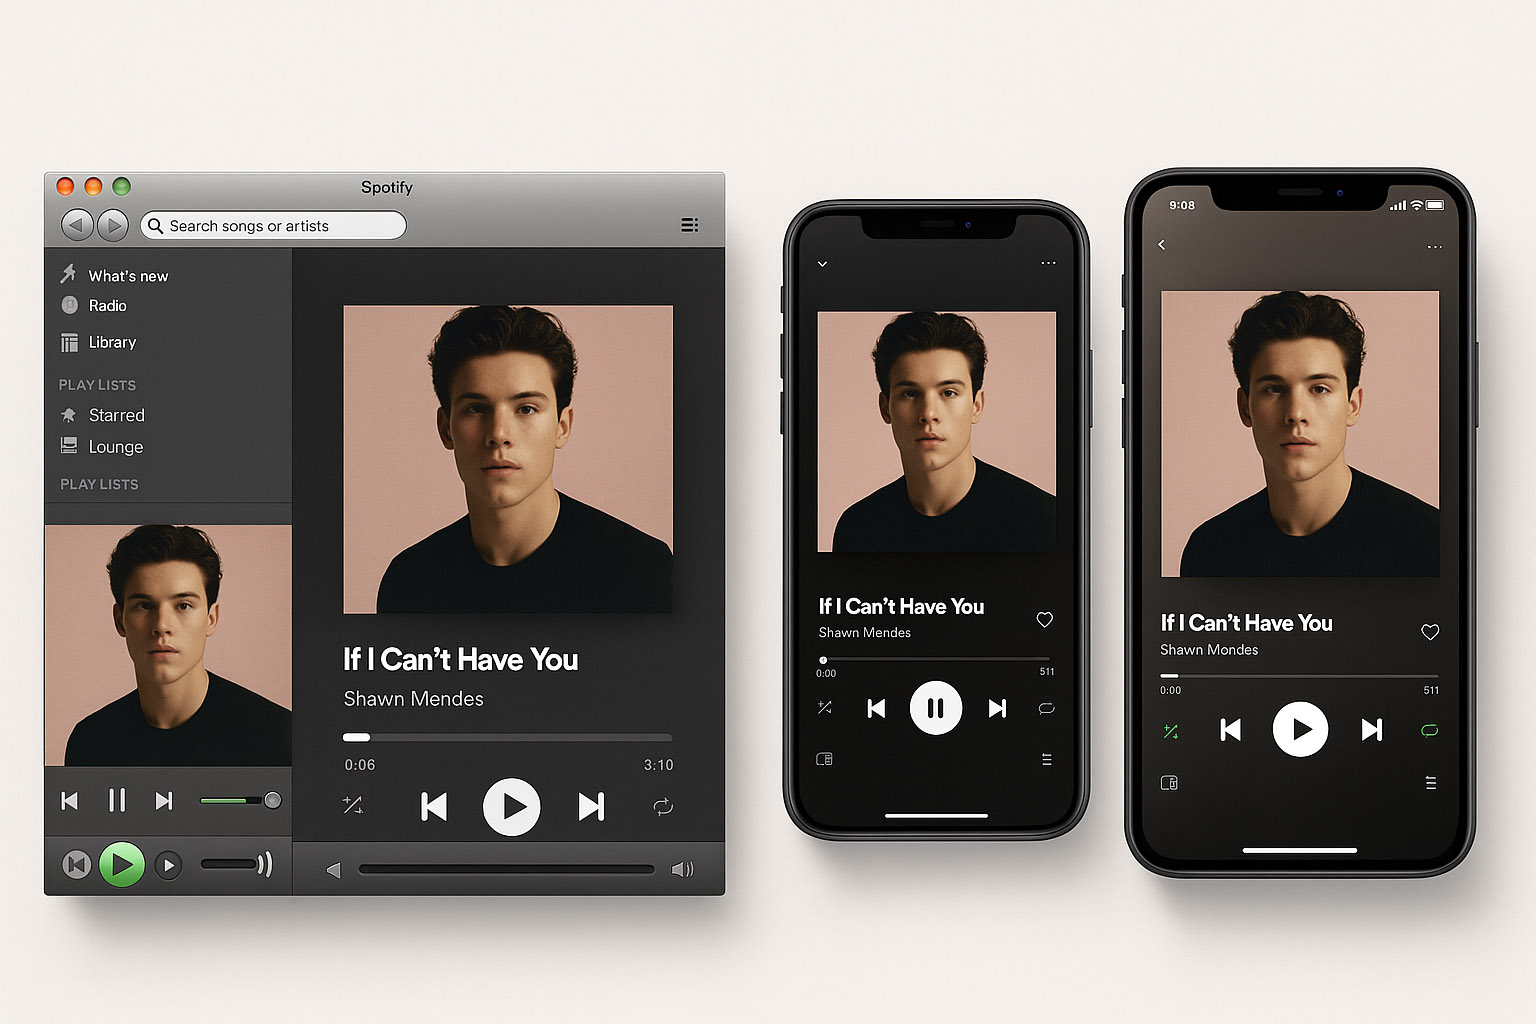 Spotify
Search songs or artists
What's new
Radio
Library
PLAY LISTS
Starred
Lounge
PLAY LISTS
If I Can't Have You
Shawn Mendes
0:06 3:10
If I Can't Have You
Shawn Mendes
0:00 511
9:08
If I Can't Have You
Shawn Mondes
0:00 511